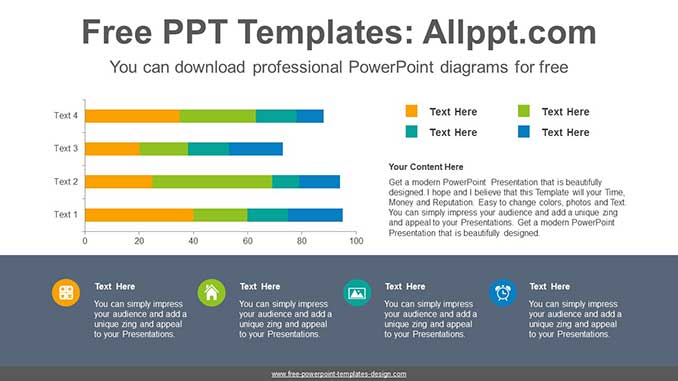 Free PPT Templates: Allppt.com
You can download professional PowerPoint diagrams for free
Text 4
Text 3
Text 2
Text 1
0 20 40 60 80 100
Text Here Text Here
Text Here Text Here
Your Content Here
Get a modern PowerPoint Presentation that is beautifully
designed. I hope and I believe that this Template will your Time,
Money and Reputation. Easy to change colors, photos and Text.
You can simply impress your audience and add a unique zing
and appeal to your Presentations. Get a modern PowerPoint
Presentation that is beautifully designed.
Text Here
You can simply impress
your audience and add a
unique zing and appeal
to your Presentations.
Text Here
You can simply impress
your audience and add a
unique zing and appeal
to your Presentations.
Text Here
You can simply impress
your audience and add a
unique zing and appeal
to your Presentations.
Text Here
You can simply impress
your audience and add a
unique zing and appeal
to your Presentations.
www.free-powerpoint-templates-design.com